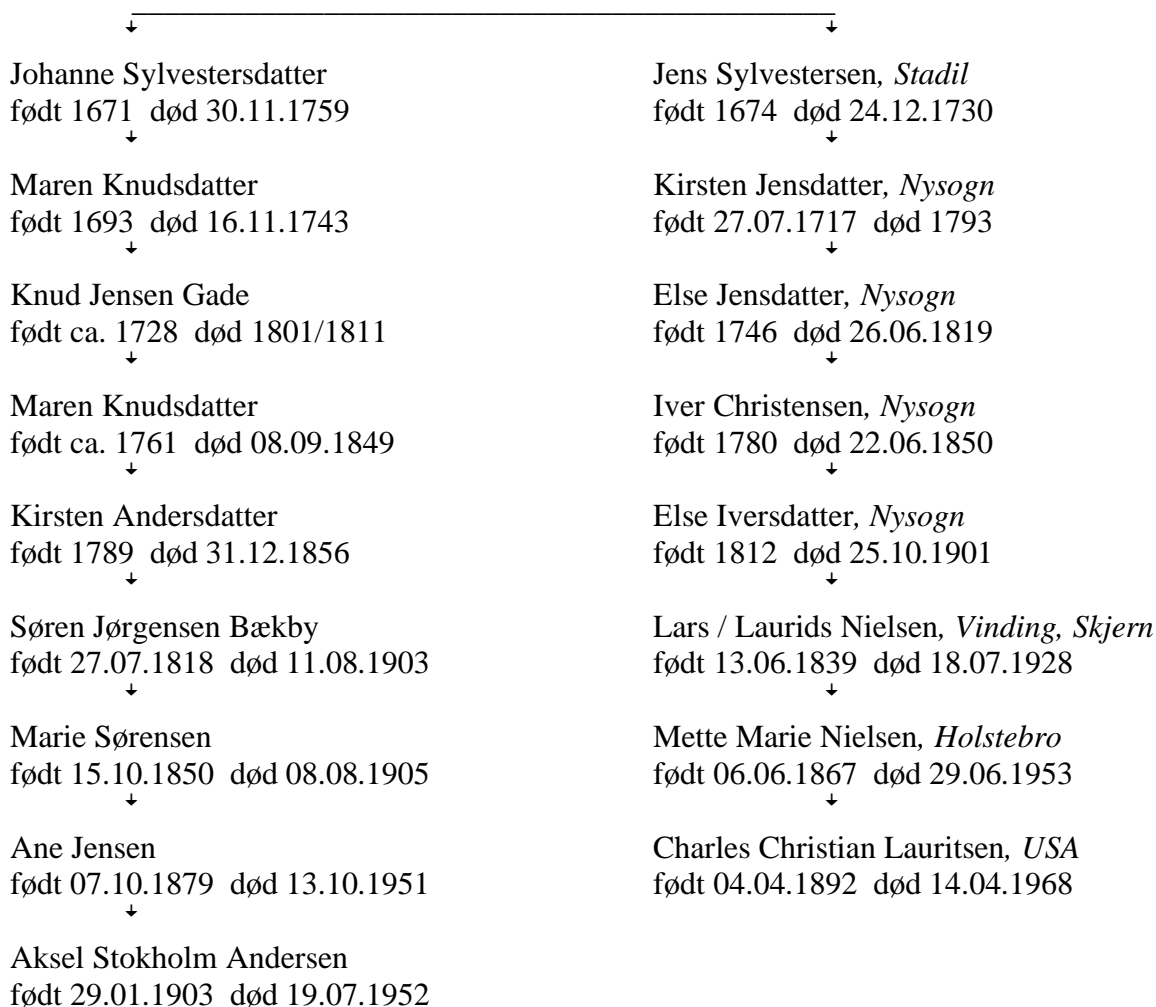 Johanne Sylvestersdatter
født 1671 død 30.11.1759
Maren Knudsdatter
født 1693 død 16.11.1743
Knud Jensen Gade
født ca. 1728 død 1801/1811
Maren Knudsdatter
født ca. 1761 død 08.09.1849
Kirsten Andersdatter
født 1789 død 31.12.1856
Søren Jørgensen Bækby
født 27.07.1818 død 11.08.1903
Marie Sørensen
født 15.10.1850 død 08.08.1905
Ane Jensen
født 07.10.1879 død 13.10.1951
Aksel Stokholm Andersen
født 29.01.1903 død 19.07.1952
Jens Sylvestersen, Stadil
født 1674 død 24.12.1730
Kirsten Jensdatter, Nysogn
født 27.07.1717 død 1793
Else Jensdatter, Nysogn
født 1746 død 26.06.1819
Iver Christensen, Nysogn
født 1780 død 22.06.1850
Else Iversdatter, Nysogn
født 1812 død 25.10.1901
Lars / Laurids Nielsen, Vinding, Skjern
født 13.06.1839 død 18.07.1928
Mette Marie Nielsen, Holstebro
født 06.06.1867 død 29.06.1953
Charles Christian Lauritsen, USA
født 04.04.1892 død 14.04.1968